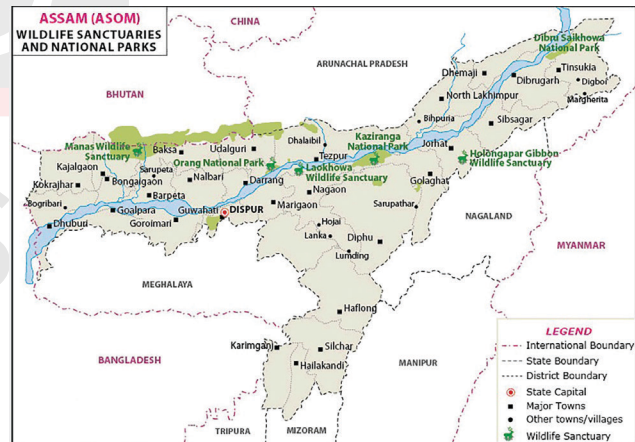 ASSAM (ASOM)
WILDLIFE SANCTUARIES
AND NATIONAL PARKS
CHINA
Dibru Saikhowa
National Park
ARUNACHAL PRADESH
Tinsukia
Dhemaji
Dibrugarh
Digboi
BHUTAN
North Lakhimpur
Margherita
Bihpuria
Sibsagar
Kaziranga
National Park
Dhalaibil
Manas Wildlife
Sanctuary
Baksa
Udalguri
Jorhat
Holongapar Gibbon
Wildlife Sanctuary
Tezpur
Orang National Park
Laokhowa
Wildlife Sanctuary
Kajalgaon
Sarupeta
Bongaigaon
Nalbari
Darrang
Golaghat
Kokrajhar
Nagaon
Barpeta
Marigaon
Sarupathar
Bogribari
Goalpara
Guwahati
DISPUR
NAGALAND
Goroimari
Hojai
Dhuburi
Lanka
Diphu
MYANMAR
Lumding
MEGHALAYA
Haflong
LEGEND
International Boundary
State Boundary
District Boundary
State Capital
Major Towns
Other towns/villages
Wildlife Sanctuary
Karimganj
Silchar
BANGLADESH
Hailakandi
MANIPUR
TRIPURA
MIZORAM